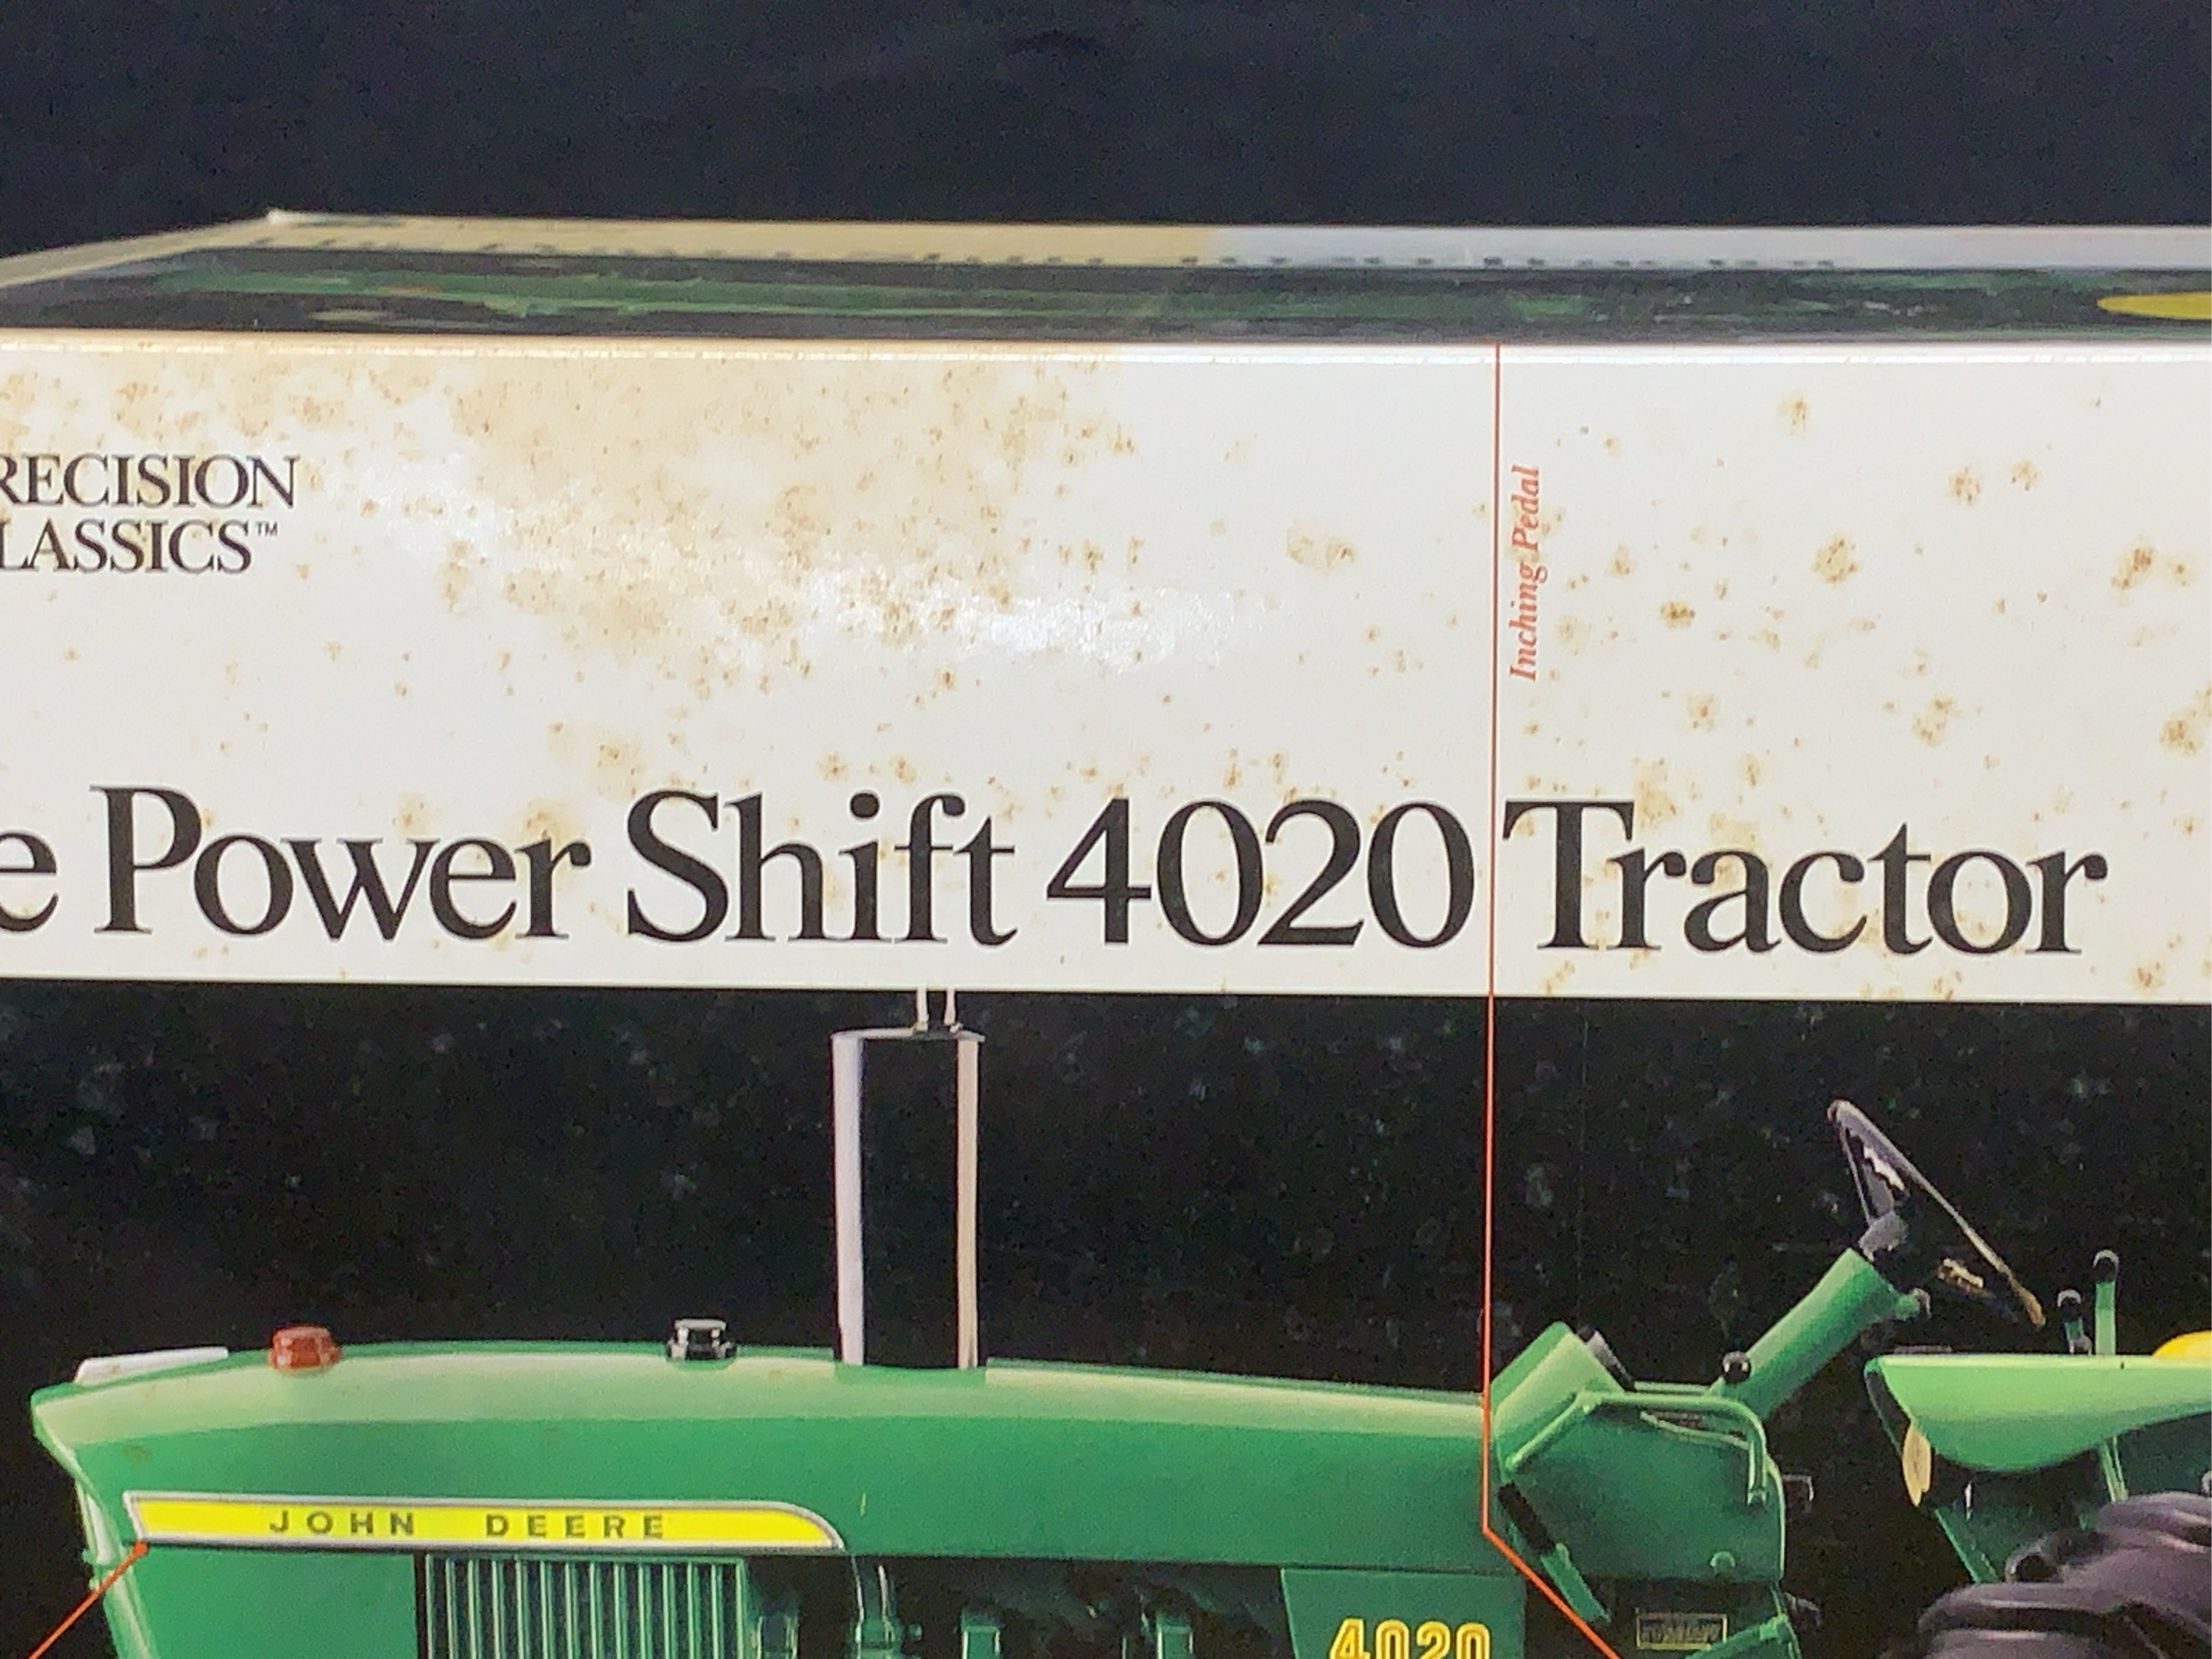 RECISION
LASSICS™
Inching Pedal
e Power Shift 4020 Tractor
JOHN DEERE
4020